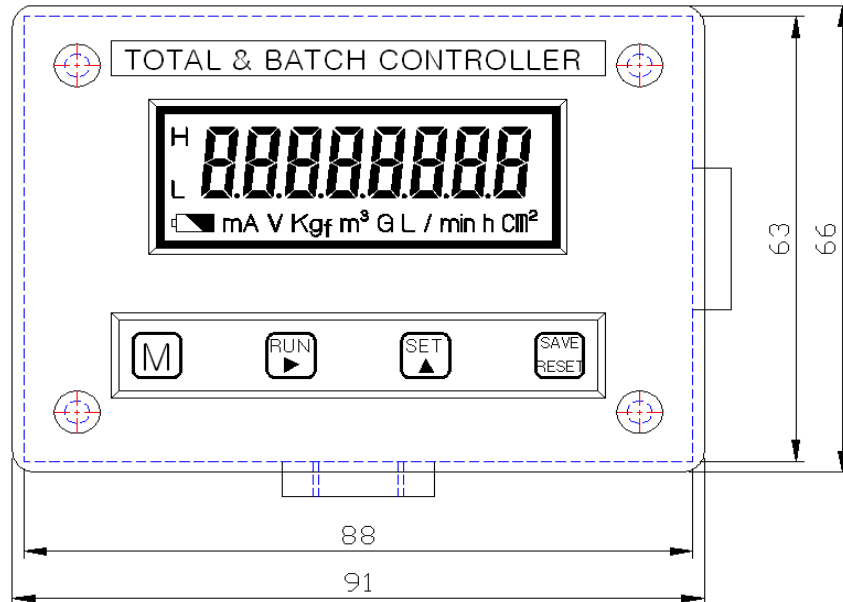 TOTAL & BATCH CONTROLLER
H
8.8.8.8.8.8.8.8
L
mA V Kgf m³ G L / min h Cm²
M
RUN
SET
SAVE
RESET
63
66
88
91